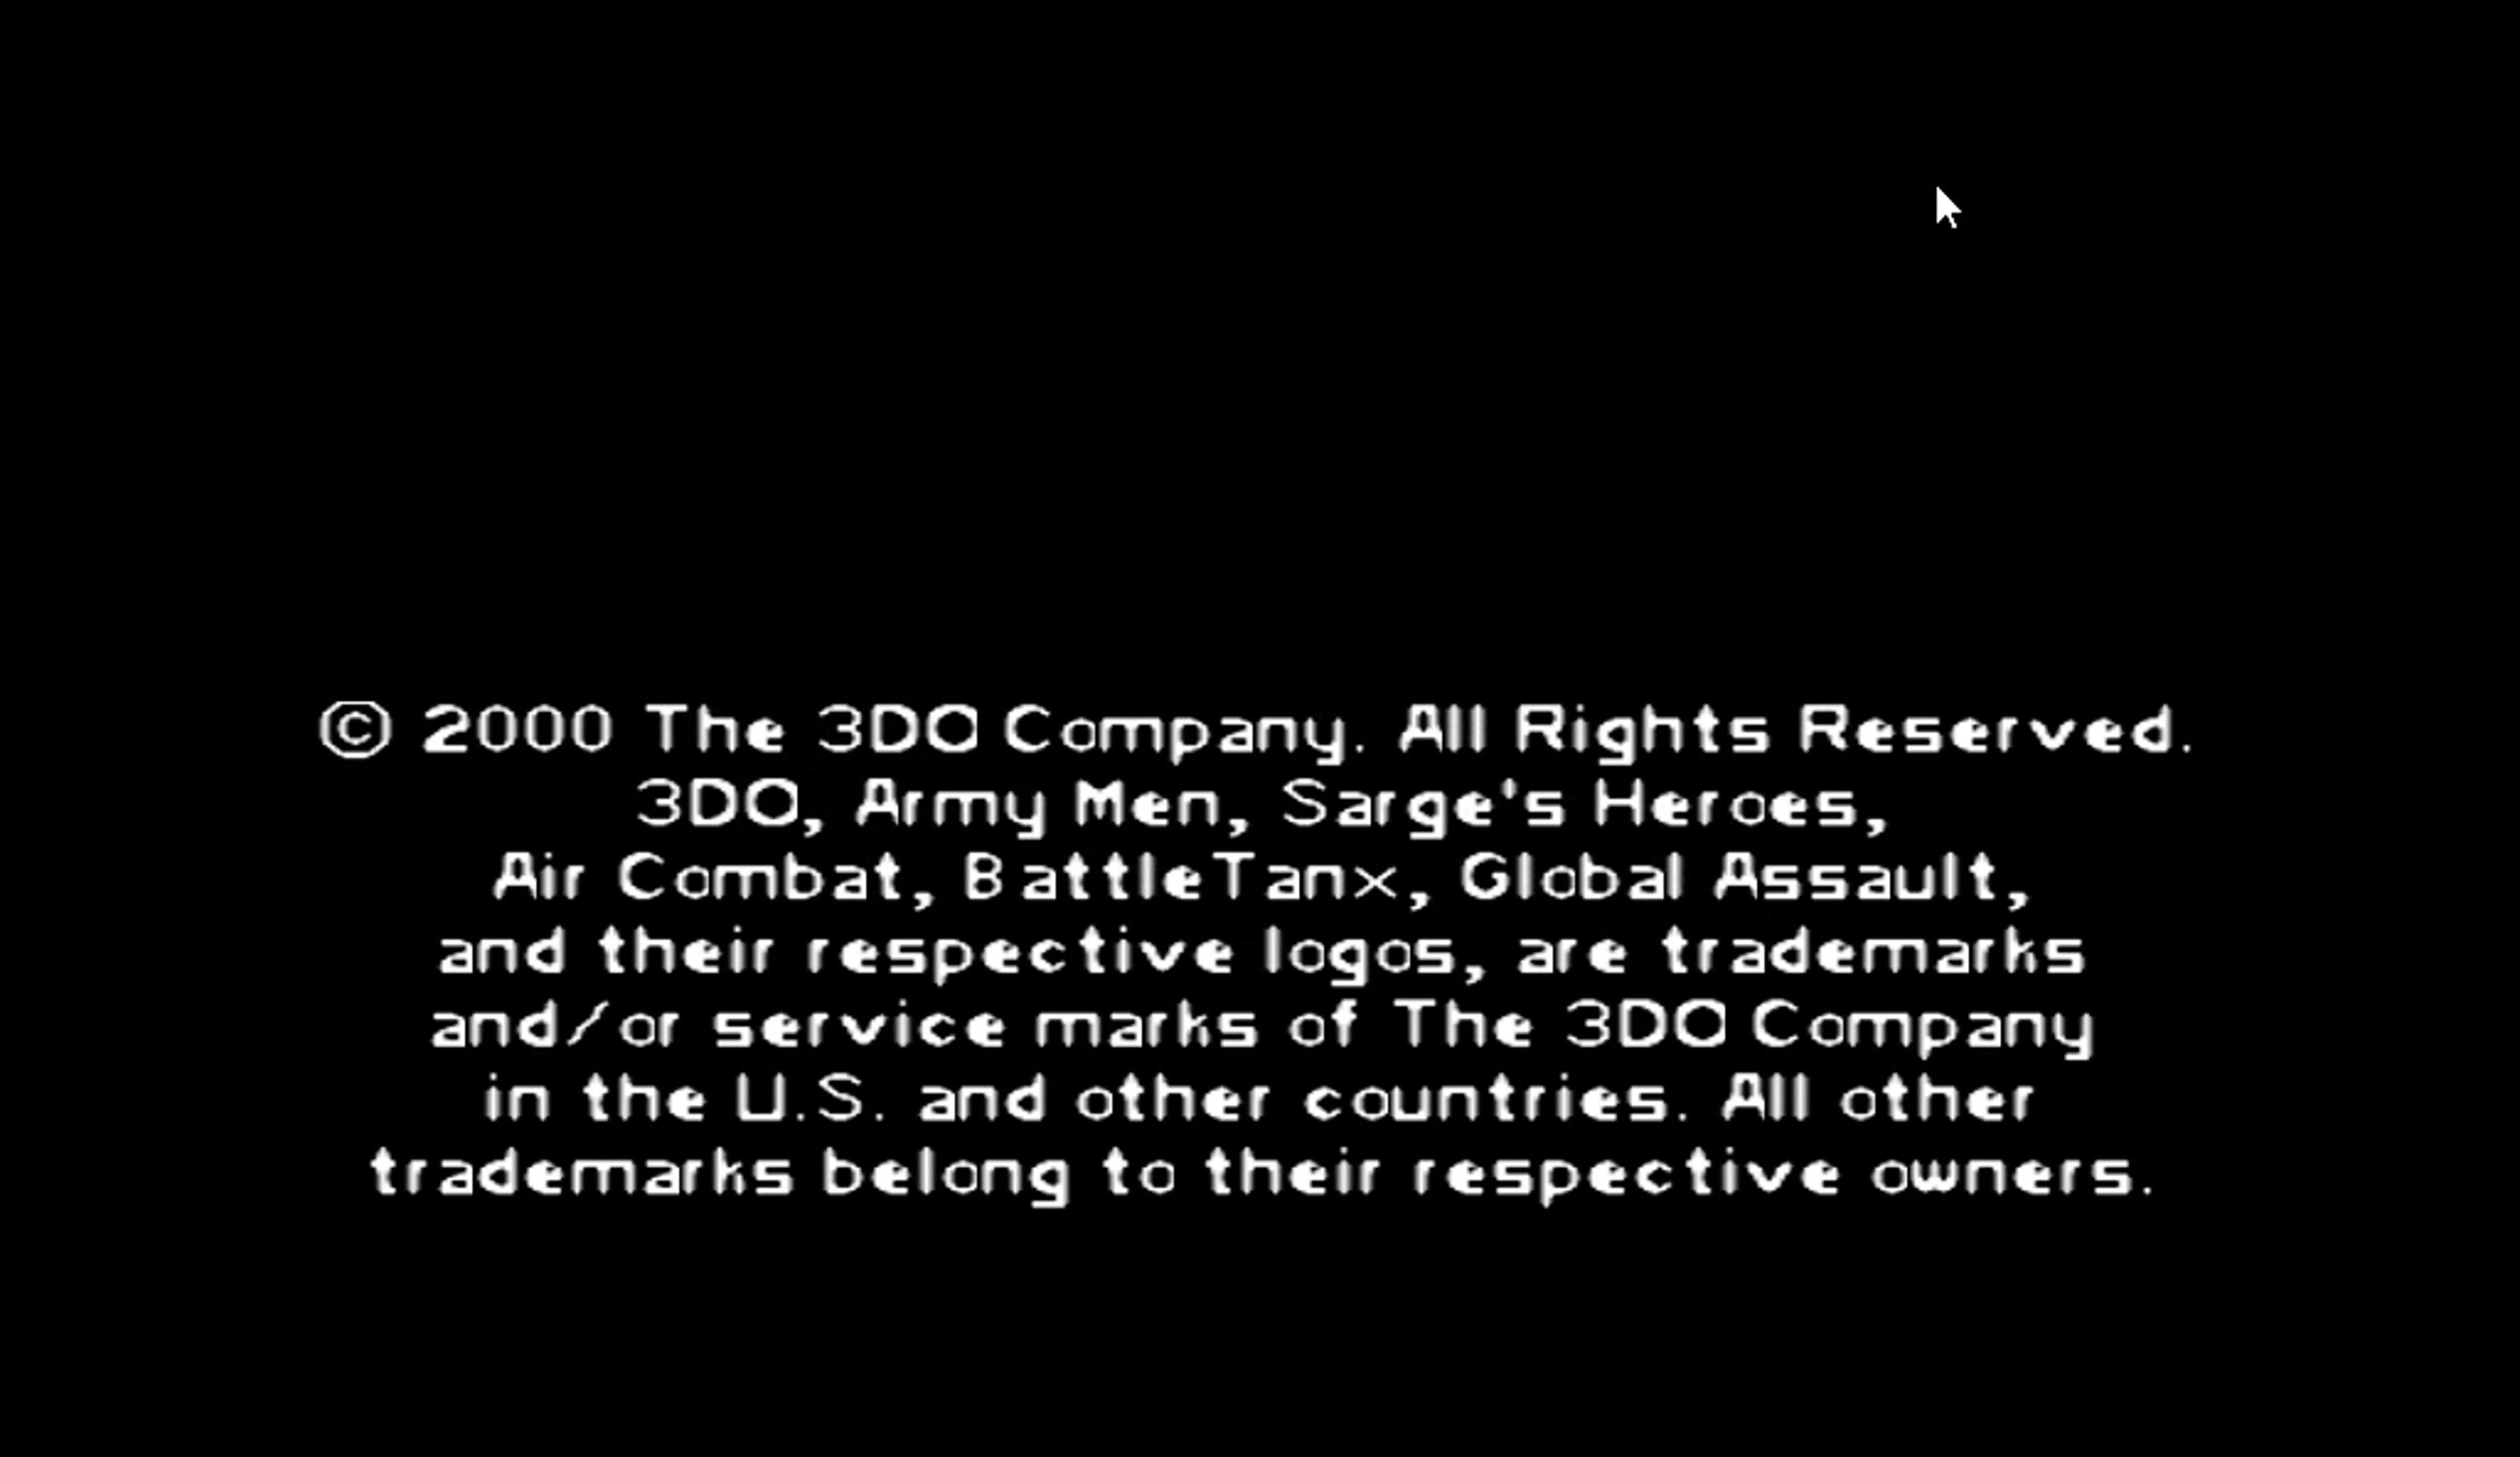 © 2000 The 3DO Company. All Rights Reserved.
3DO, Army Men, Sarge's Heroes,
Air Combat, BattleTanx, Global Assault,
and their respective logos, are trademarks
and/or service marks of The 3DO Company
in the U.S. and other countries. All other
trademarks belong to their respective owners.